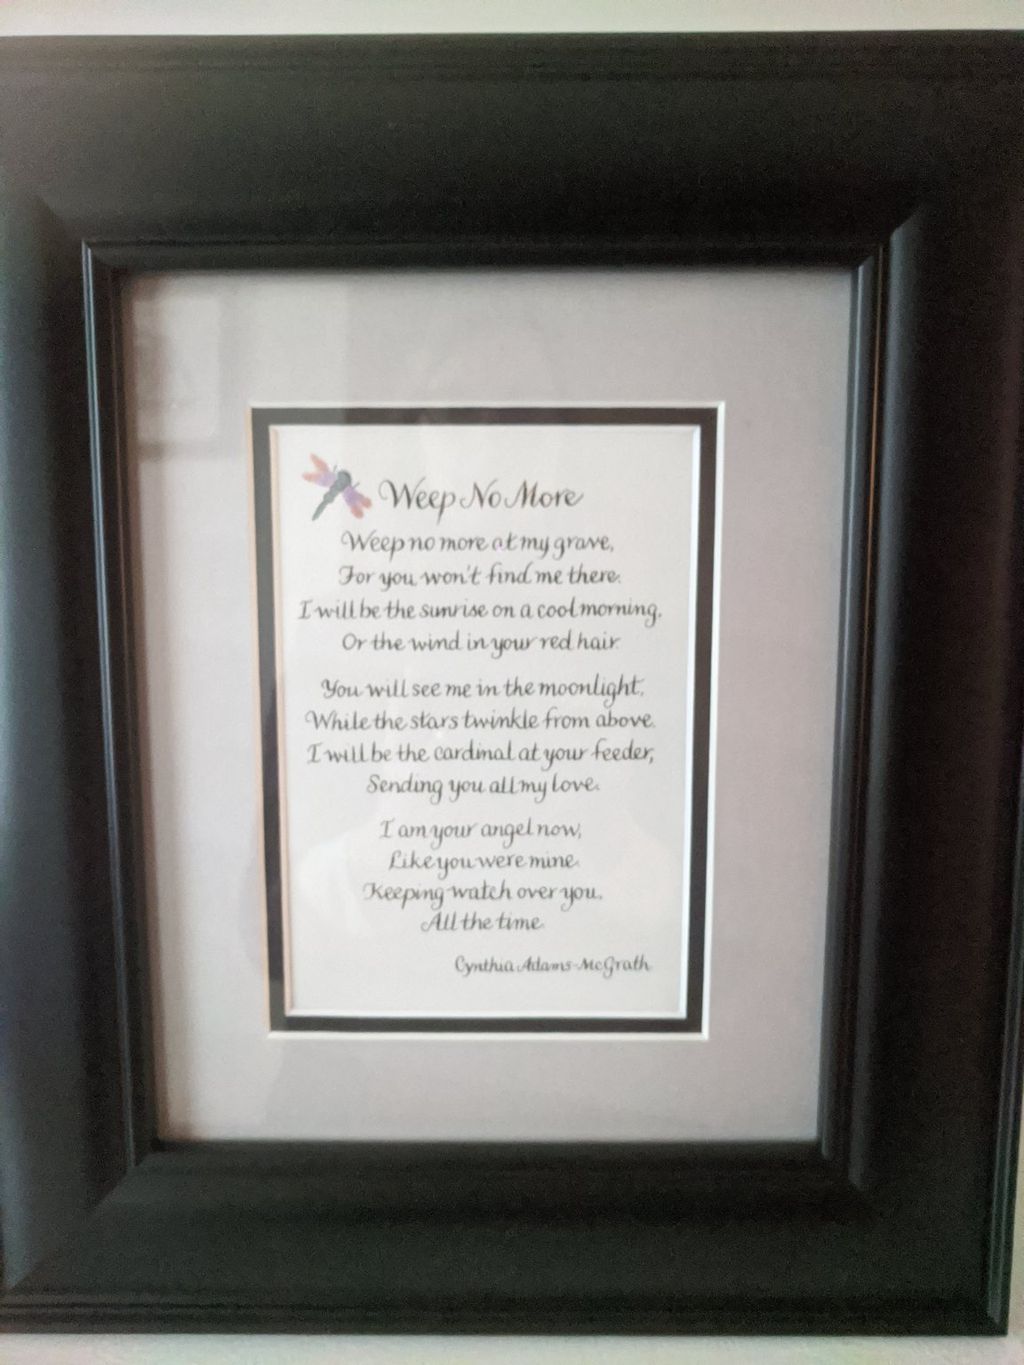 Weep No More
Weep no more at my grave,
For you won't find me there.
I will be the sunrise on a cool morning.
Or the wind in your red hair.
You will see me in the moonlight,
While the stars twinkle from above.
I will be the cardinal at your feeder,
Sending you all my love.
I am your angel now,
Like you were mine.
Keeping watch over you.
All the time.
Cynthia Adams-McGrath